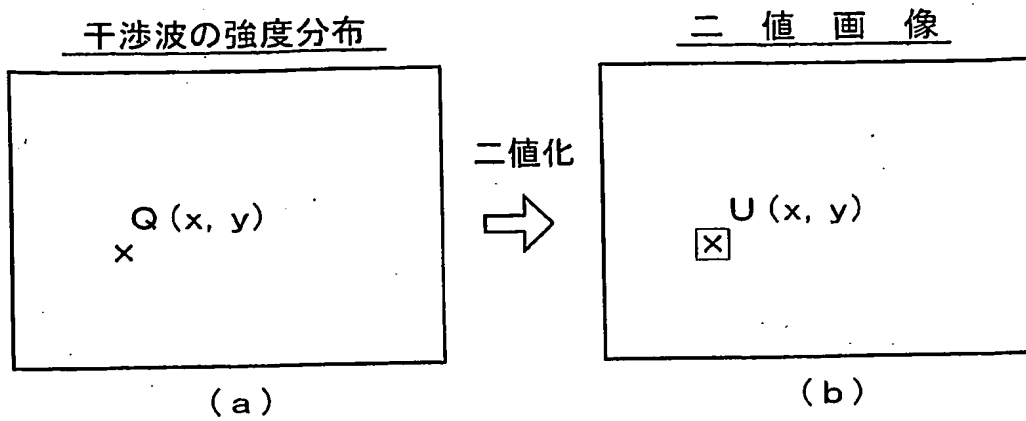 干渉波の強度分布
二値画像
二値化
Q(x, y)
×
U(x, y)
×
(a)
(b)